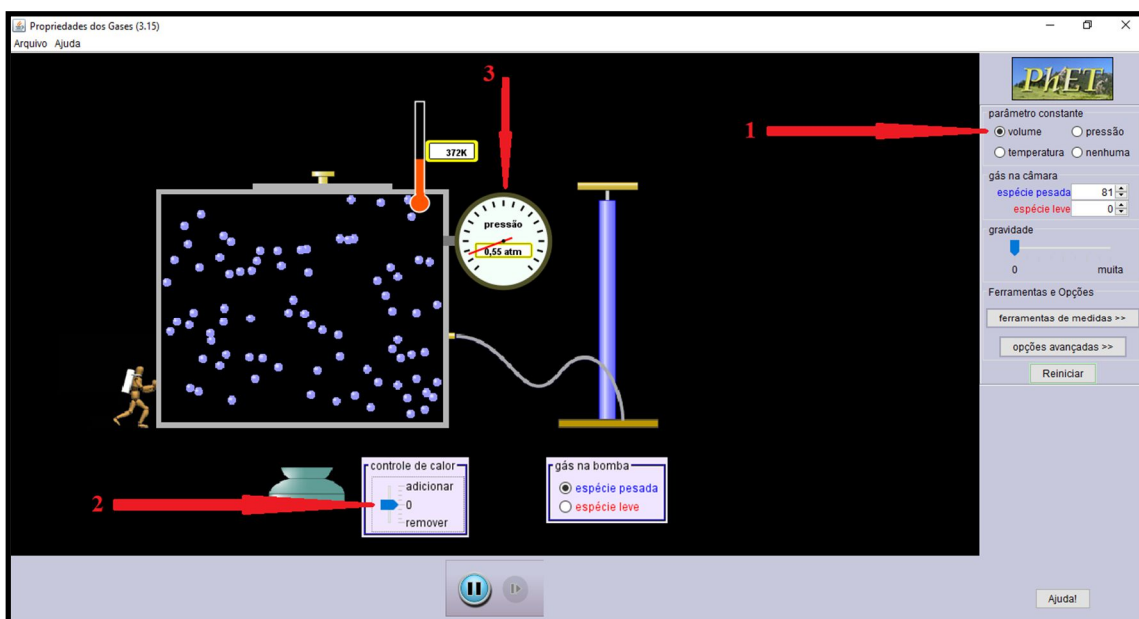 Propriedades dos Gases (3.15)
Arquivo Ajuda
PhET
3
1
parâmetro constante
volume pressão
temperatura nenhuma
372K
gás na câmara
espécie pesada 81
espécie leve 0
pressão
0,55 atm
gravidade
0 muita
Ferramentas e Opções
ferramentas de medidas >>
opções avançadas >>
Reiniciar
2
controle de calor
adicionar
0
remover
gás na bomba
espécie pesada
espécie leve
Ajuda!